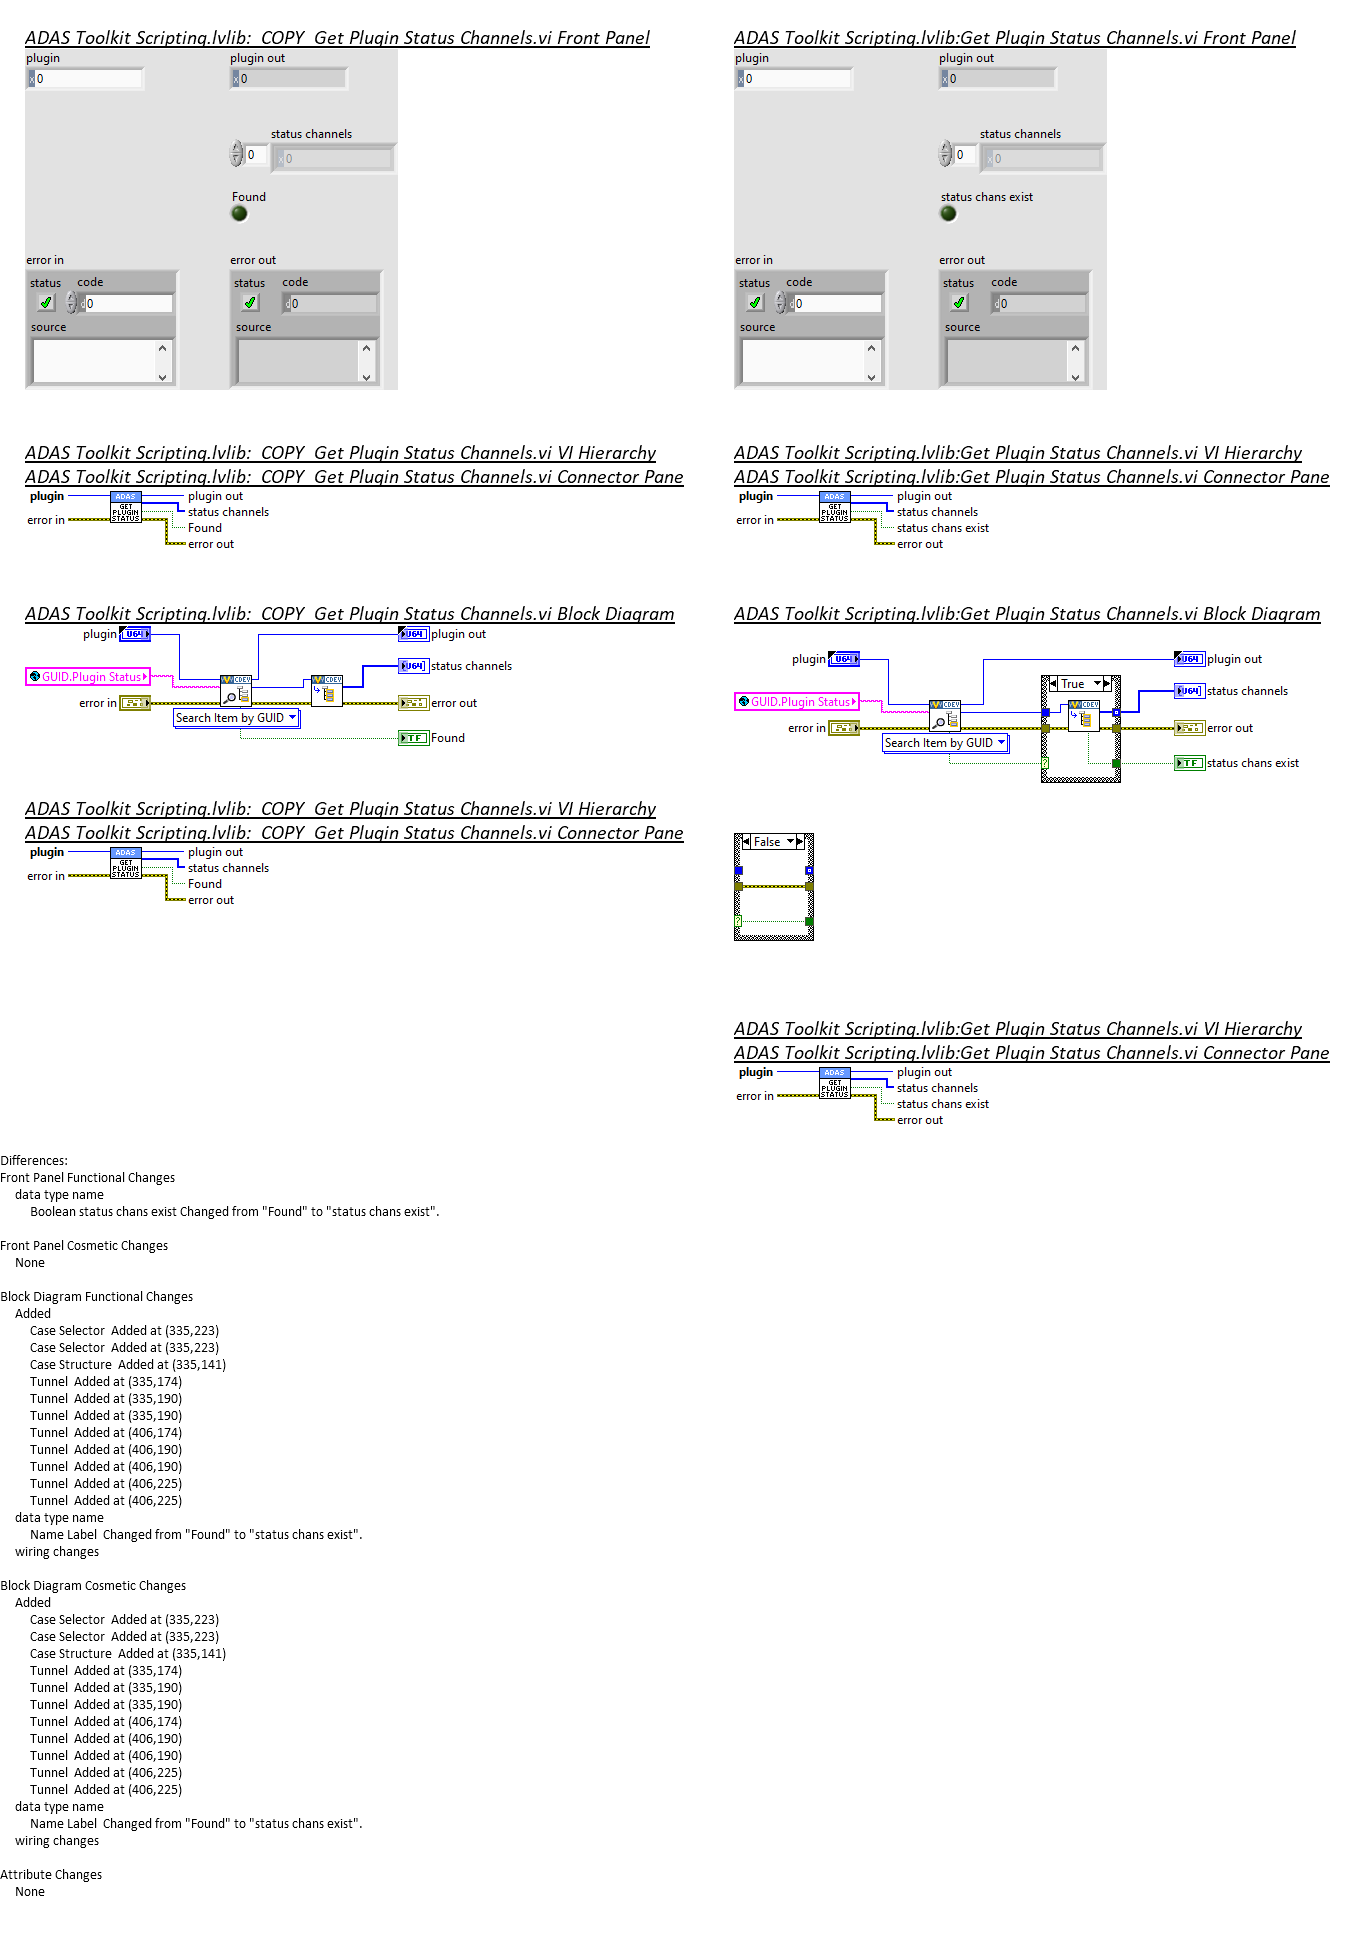 ADAS Toolkit Scripting.lvlib:  COPY  Get Plugin Status Channels.vi Front Panel
plugin
x 0
plugin out
x 0
status channels
0
x 0
Found
error in
status
code
d 0
source
error out
status
code
d 0
source
ADAS Toolkit Scripting.lvlib:Get Plugin Status Channels.vi Front Panel
plugin
x 0
plugin out
x 0
status channels
0
x 0
status chans exist
error in
status
code
d 0
source
error out
status
code
d 0
source
ADAS Toolkit Scripting.lvlib:  COPY  Get Plugin Status Channels.vi VI Hierarchy
ADAS Toolkit Scripting.lvlib:  COPY  Get Plugin Status Channels.vi Connector Pane
plugin
error in
ADAS
GET
PLUGIN
STATUS
plugin out
status channels
Found
error out
ADAS Toolkit Scripting.lvlib:Get Plugin Status Channels.vi VI Hierarchy
ADAS Toolkit Scripting.lvlib:Get Plugin Status Channels.vi Connector Pane
plugin
error in
ADAS
GET
PLUGIN
STATUS
plugin out
status channels
status chans exist
error out
ADAS Toolkit Scripting.lvlib:  COPY  Get Plugin Status Channels.vi Block Diagram
plugin
U64
U64
plugin out
GUID.Plugin Status
CDEV
CDEV
U64
status channels
error in
error out
Search Item by GUID
TF
Found
ADAS Toolkit Scripting.lvlib:Get Plugin Status Channels.vi Block Diagram
plugin
U64
U64
plugin out
True
GUID.Plugin Status
CDEV
CDEV
U64
status channels
error in
error out
Search Item by GUID
?
TF
status chans exist
False
?
ADAS Toolkit Scripting.lvlib:  COPY  Get Plugin Status Channels.vi VI Hierarchy
ADAS Toolkit Scripting.lvlib:  COPY  Get Plugin Status Channels.vi Connector Pane
plugin
error in
ADAS
GET
PLUGIN
STATUS
plugin out
status channels
Found
error out
ADAS Toolkit Scripting.lvlib:Get Plugin Status Channels.vi VI Hierarchy
ADAS Toolkit Scripting.lvlib:Get Plugin Status Channels.vi Connector Pane
plugin
error in
ADAS
GET
PLUGIN
STATUS
plugin out
status channels
status chans exist
error out
Differences:
Front Panel Functional Changes
data type name
Boolean status chans exist Changed from "Found" to "status chans exist".
Front Panel Cosmetic Changes
None
Block Diagram Functional Changes
Added
Case Selector  Added at (335,223)
Case Selector  Added at (335,223)
Case Structure  Added at (335,141)
Tunnel  Added at (335,174)
Tunnel  Added at (335,190)
Tunnel  Added at (335,190)
Tunnel  Added at (406,174)
Tunnel  Added at (406,190)
Tunnel  Added at (406,190)
Tunnel  Added at (406,225)
Tunnel  Added at (406,225)
data type name
Name Label  Changed from "Found" to "status chans exist".
wiring changes
Block Diagram Cosmetic Changes
Added
Case Selector  Added at (335,223)
Case Selector  Added at (335,223)
Case Structure  Added at (335,141)
Tunnel  Added at (335,174)
Tunnel  Added at (335,190)
Tunnel  Added at (335,190)
Tunnel  Added at (406,174)
Tunnel  Added at (406,190)
Tunnel  Added at (406,190)
Tunnel  Added at (406,225)
Tunnel  Added at (406,225)
data type name
Name Label  Changed from "Found" to "status chans exist".
wiring changes
Attribute Changes
None